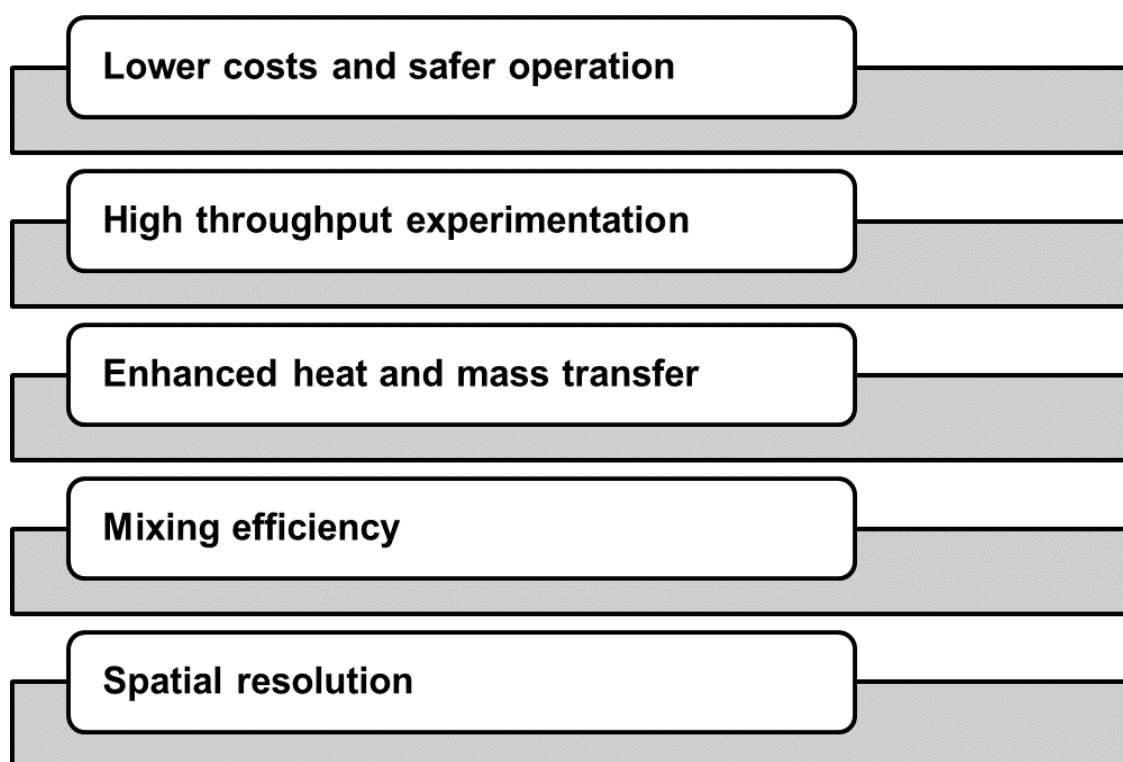 Lower costs and safer operation
High throughput experimentation
Enhanced heat and mass transfer
Mixing efficiency
Spatial resolution